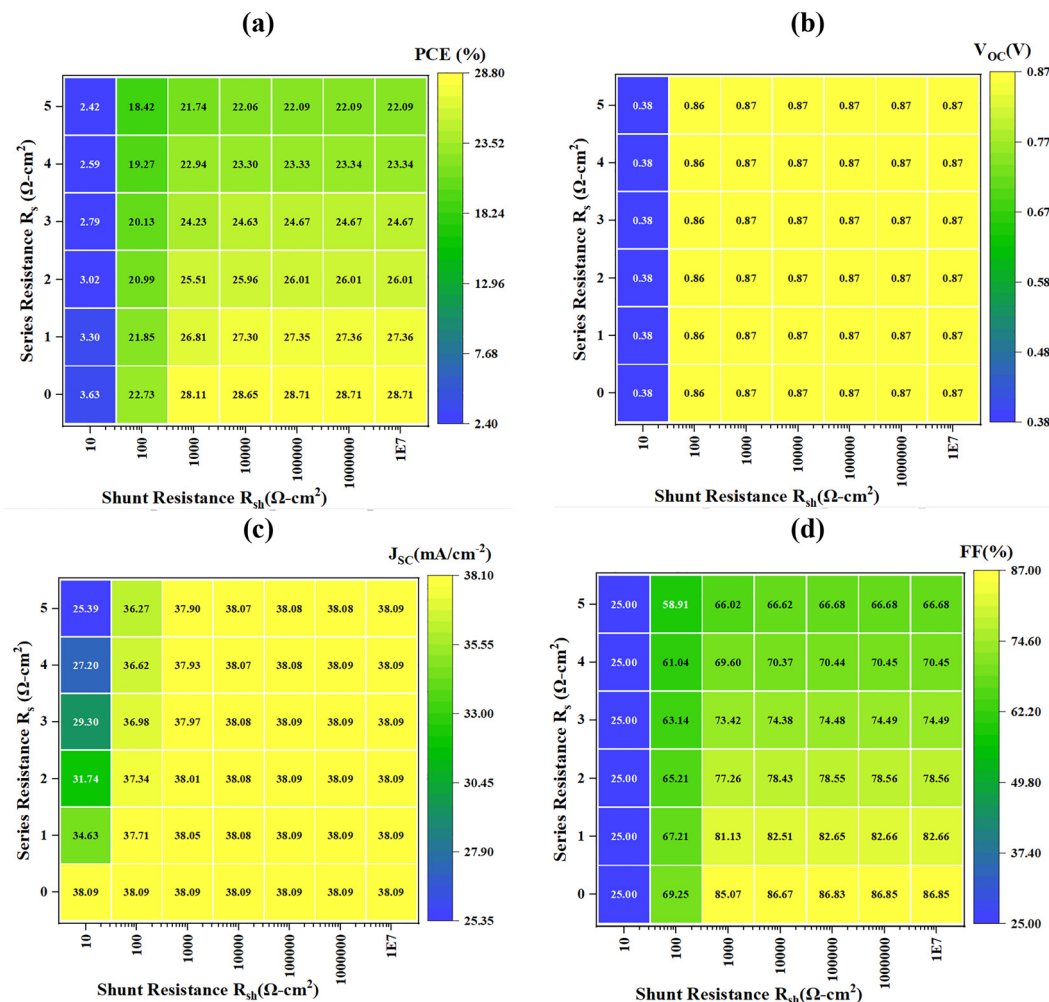 (a)
PCE (%)
Series Resistance Rs (Ω-cm2)
5 2.42 18.42 21.74 22.06 22.09 22.09 22.09
4 2.59 19.27 22.94 23.30 23.33 23.34 23.34
3 2.79 20.13 24.23 24.63 24.67 24.67 24.67
2 3.02 20.99 25.51 25.96 26.01 26.01 26.01
1 3.30 21.85 26.81 27.30 27.35 27.36 27.36
0 3.63 22.73 28.11 28.65 28.71 28.71 28.71
10 100 1000 10000 100000 1000000 1E7
Shunt Resistance Rsh(Ω-cm2)
28.80
23.52
18.24
12.96
7.68
2.40
(b)
VOC(V)
Series Resistance Rs (Ω-cm2)
5 0.38 0.86 0.87 0.87 0.87 0.87 0.87
4 0.38 0.86 0.87 0.87 0.87 0.87 0.87
3 0.38 0.86 0.87 0.87 0.87 0.87 0.87
2 0.38 0.86 0.87 0.87 0.87 0.87 0.87
1 0.38 0.86 0.87 0.87 0.87 0.87 0.87
0 0.38 0.86 0.87 0.87 0.87 0.87 0.87
10 100 1000 10000 100000 1000000 1E7
Shunt Resistance Rsh(Ω-cm2)
0.87
0.77
0.67
0.58
0.48
0.38
(c)
JSC(mA/cm-2)
Series Resistance Rs (Ω-cm2)
5 25.39 36.27 37.90 38.07 38.08 38.08 38.09
4 27.20 36.62 37.93 38.07 38.08 38.09 38.09
3 29.30 36.98 37.97 38.08 38.09 38.09 38.09
2 31.74 37.34 38.01 38.08 38.09 38.09 38.09
1 34.63 37.71 38.05 38.08 38.09 38.09 38.09
0 38.09 38.09 38.09 38.09 38.09 38.09 38.09
10 100 1000 10000 100000 1000000 1E7
Shunt Resistance Rsh(Ω-cm2)
38.10
35.55
33.00
30.45
27.90
25.35
(d)
FF(%)
Series Resistance Rs (Ω-cm2)
5 25.00 58.91 66.02 66.62 66.68 66.68 66.68
4 25.00 61.04 69.60 70.37 70.44 70.45 70.45
3 25.00 63.14 73.42 74.38 74.48 74.49 74.49
2 25.00 65.21 77.26 78.43 78.55 78.56 78.56
1 25.00 67.21 81.13 82.51 82.65 82.66 82.66
0 25.00 69.25 85.07 86.67 86.83 86.85 86.85
10 100 1000 10000 100000 1000000 1E7
Shunt Resistance Rsh(Ω-cm2)
87.00
74.60
62.20
49.80
37.40
25.00